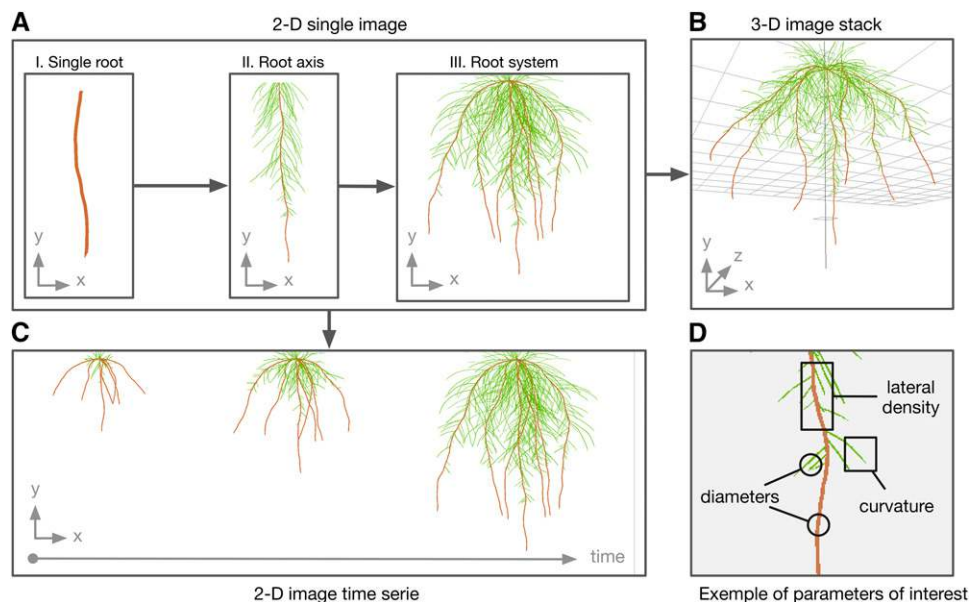 A
2-D single image
I. Single root
II. Root axis
III. Root system
y
x
y
x
y
x
B
3-D image stack
y
z
x
C
y
x
time
2-D image time serie
D
lateral
density
diameters
curvature
Exemple of parameters of interest